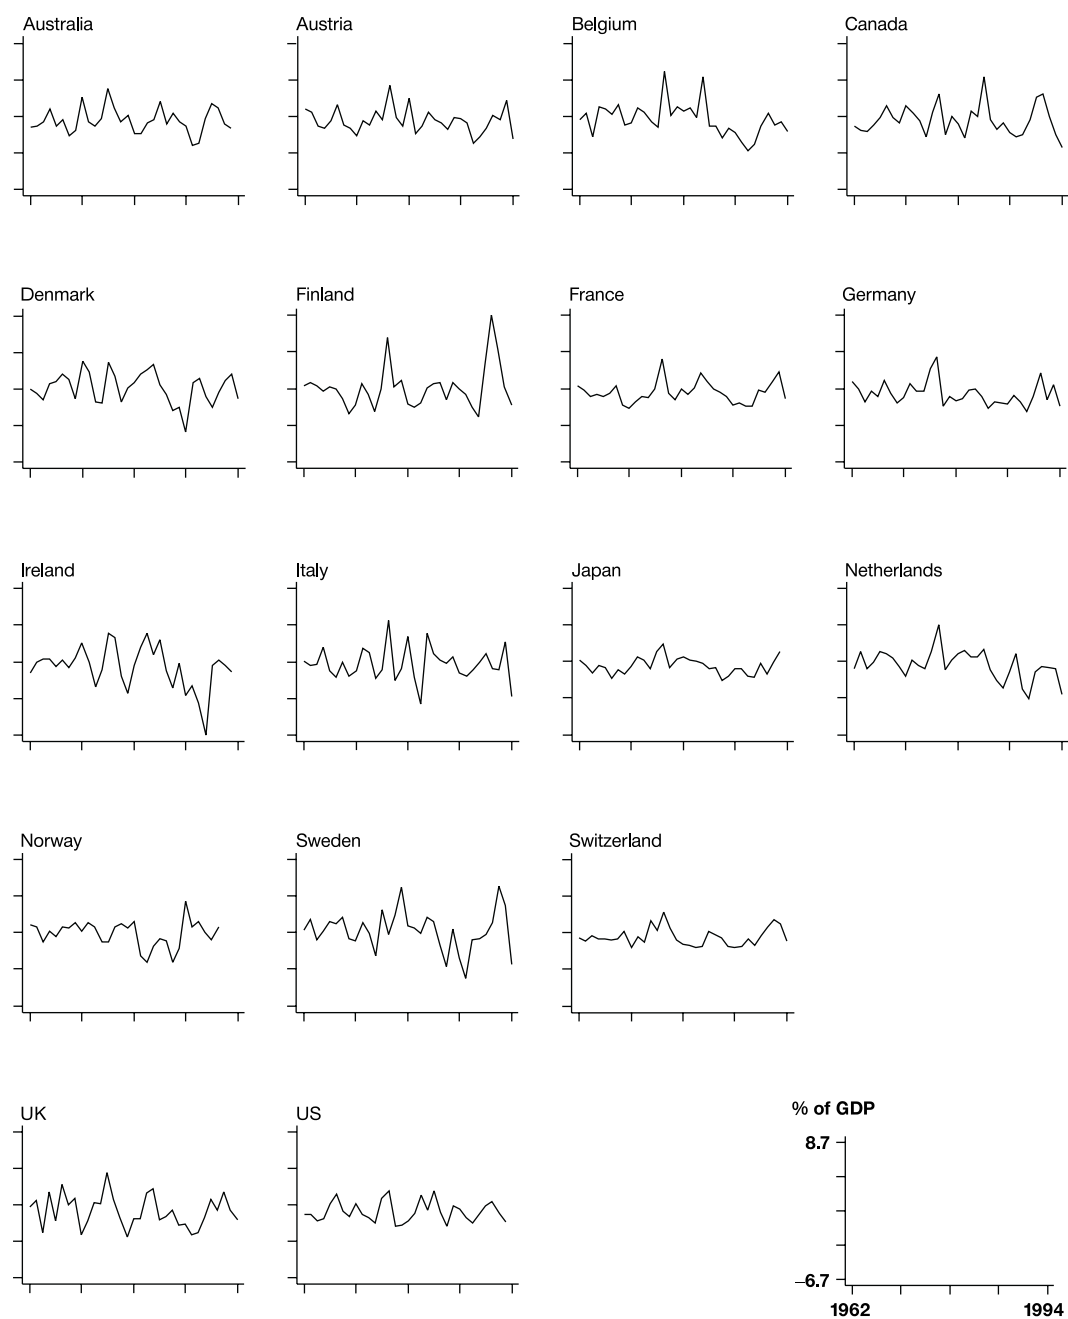 Australia
Austria
Belgium
Canada
Denmark
Finland
France
Germany
Ireland
Italy
Japan
Netherlands
Norway
Sweden
Switzerland
UK
US
% of GDP
8.7
–6.7
1962
1994